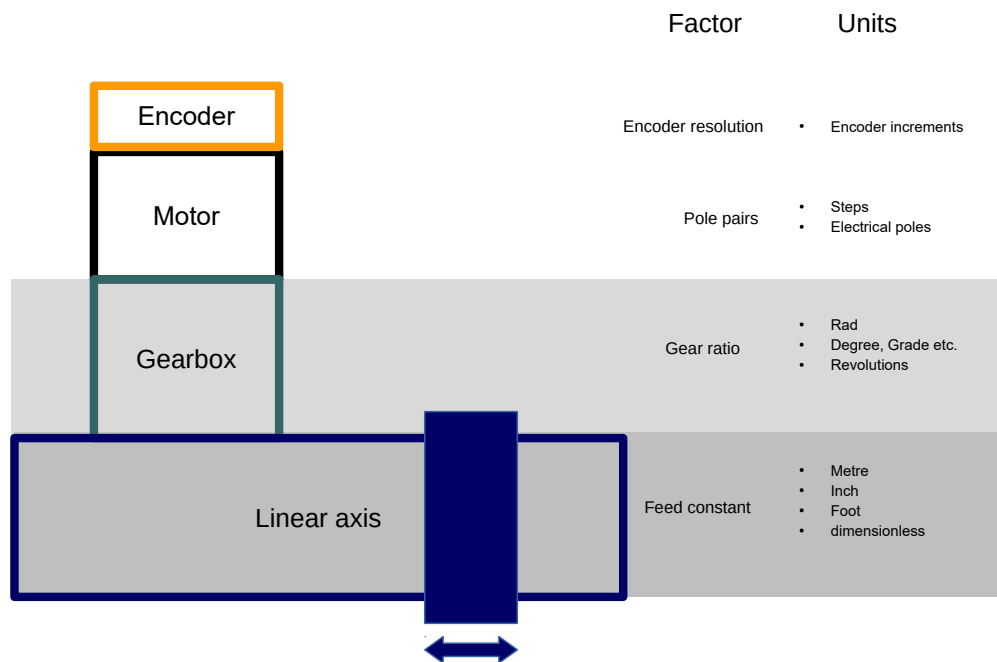 Factor Units
Encoder
Encoder resolution • Encoder increments
Motor
Pole pairs
• Steps
• Electrical poles
Gearbox
Gear ratio
• Rad
• Degree, Grade etc.
• Revolutions
Linear axis
Feed constant
• Metre
• Inch
• Foot
• dimensionless